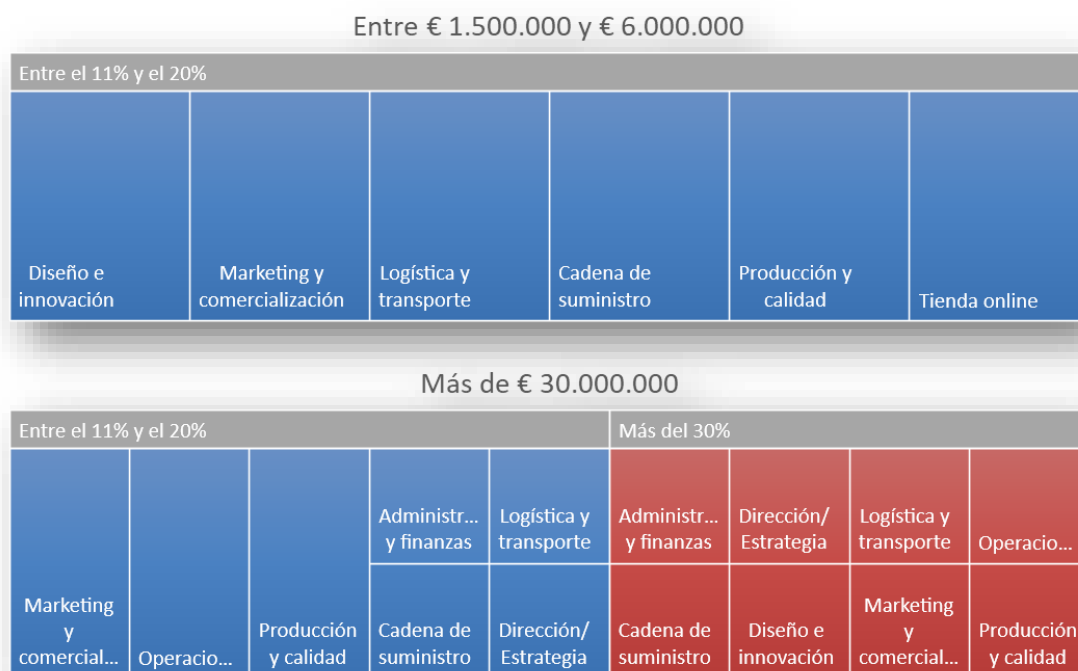 Entre € 1.500.000 y € 6.000.000
Entre el 11% y el 20%
Diseño e
innovación
Marketing y
comercialización
Logística y
transporte
Cadena de
suministro
Producción y
calidad
Tienda online
Más de € 30.000.000
Entre el 11% y el 20%
Más del 30%
Marketing
y
comercial...
Operacio...
Producción
y calidad
Administr...
y finanzas
Logística y
transporte
Cadena de
suministro
Dirección/
Estrategia
Administr...
y finanzas
Dirección/
Estrategia
Logística y
transporte
Operacio...
Cadena de
suministro
Diseño e
innovación
Marketing
y
comercial...
Producción
y calidad